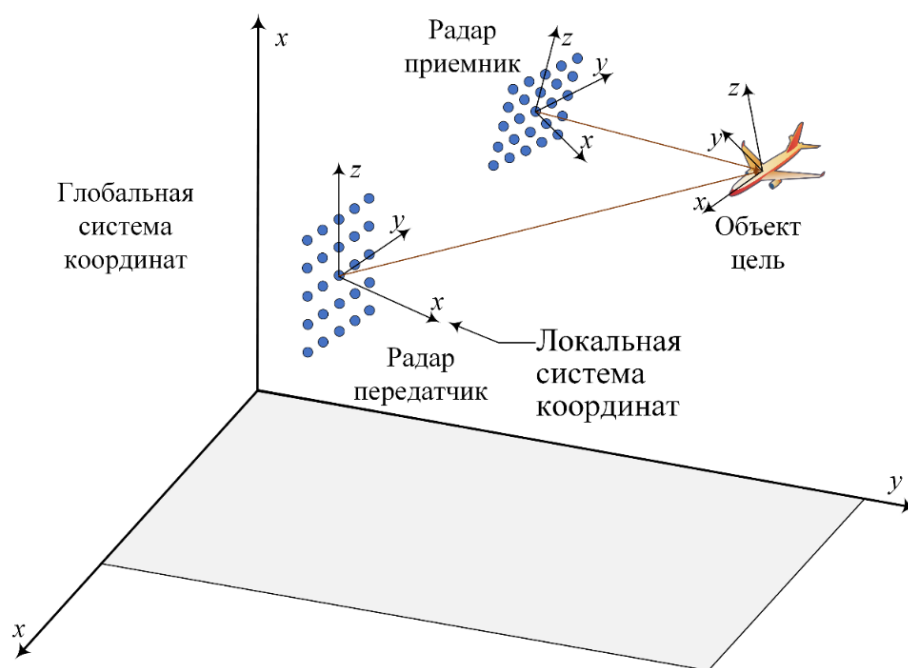 x
Радар
приемник
z
y
x
z
y
x
Объект
цель
Глобальная
система
координат
z
y
x
Радар
передатчик
Локальная
система
координат
y
x